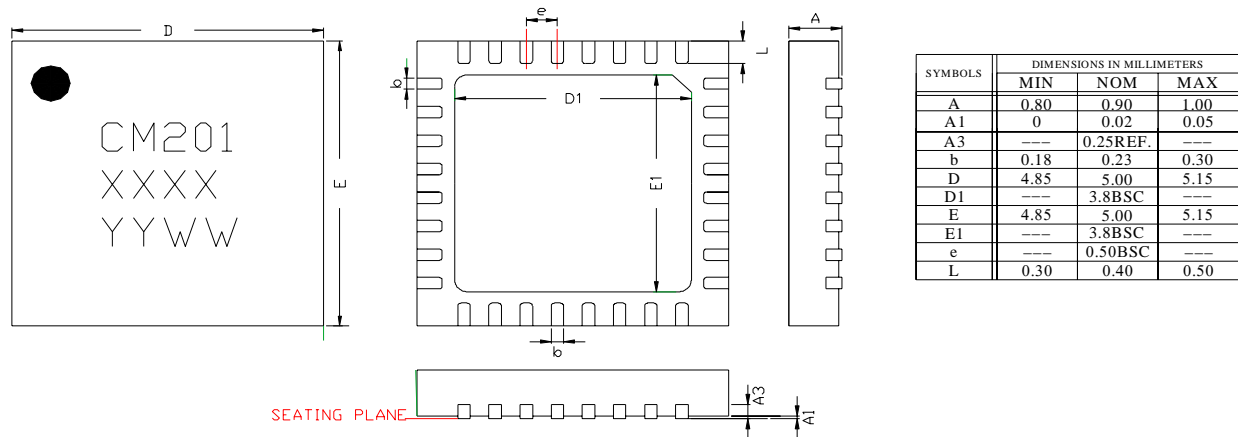 D
CM201
XXXX
YYWW
E
e
L
b
D1
E1
b
A
SEATING PLANE
A3
A1
SYMBOLS DIMENSIONS IN MILLIMETERS
MIN NOM MAX
A 0.80 0.90 1.00
A1 0 0.02 0.05
A3 --- 0.25REF. ---
b 0.18 0.23 0.30
D 4.85 5.00 5.15
D1 --- 3.8BSC ---
E 4.85 5.00 5.15
E1 --- 3.8BSC ---
e --- 0.50BSC ---
L 0.30 0.40 0.50